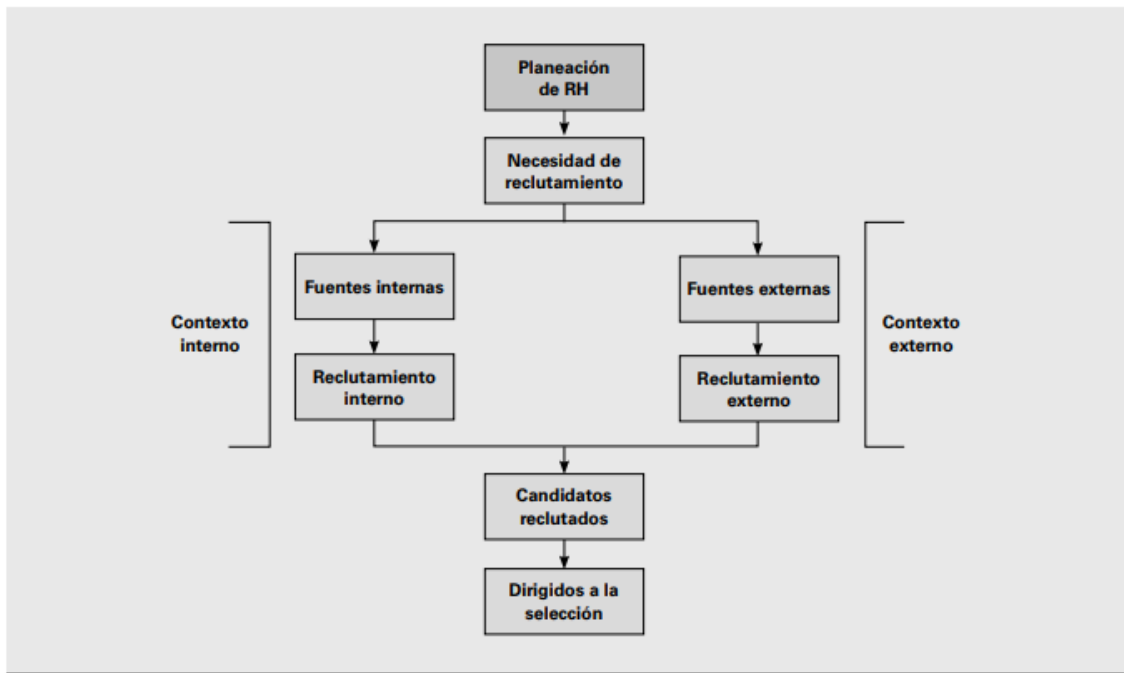 Planeación
de RH
Necesidad de
reclutamiento
Fuentes internas
Fuentes externas
Contexto
interno
Contexto
externo
Reclutamiento
interno
Reclutamiento
externo
Candidatos
reclutados
Dirigidos a la
selección